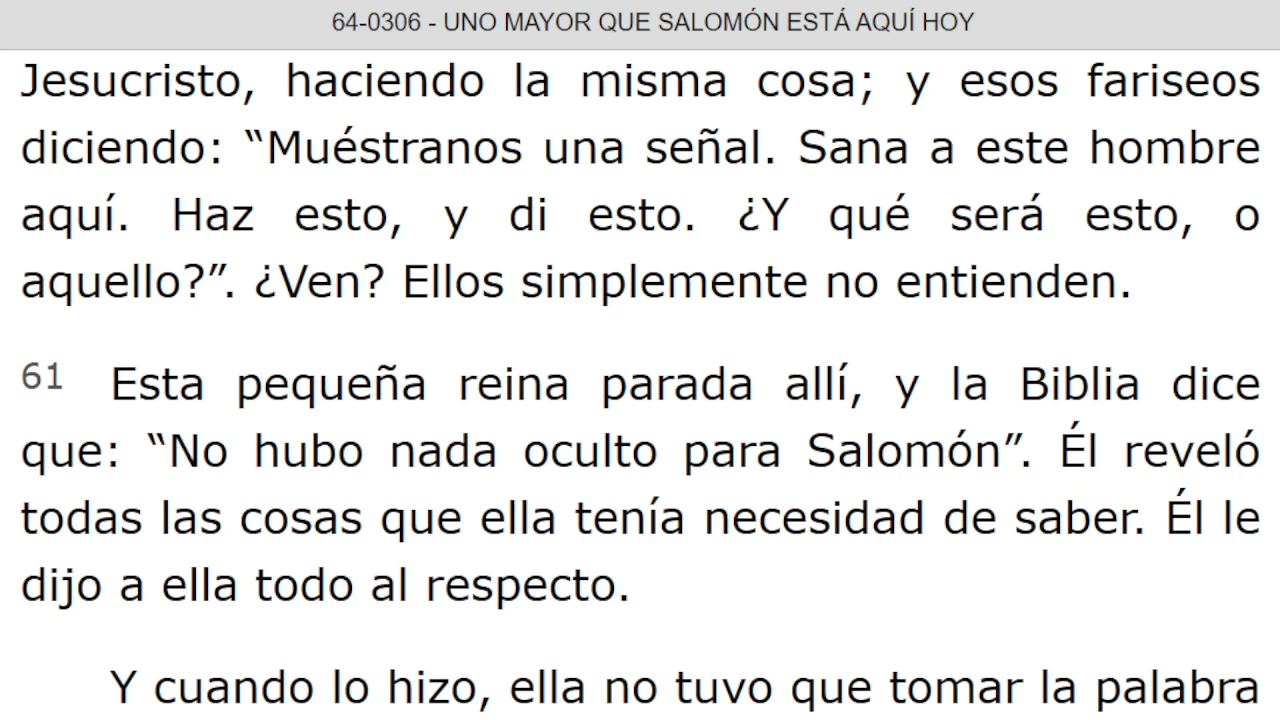 64-0306 - UNO MAYOR QUE SALOMÓN ESTÁ AQUÍ HOY
Jesucristo, haciendo la misma cosa; y esos fariseos
diciendo: “Muéstranos una señal. Sana a este hombre
aquí. Haz esto, y di esto. ¿Y qué será esto, o
aquello?”. ¿Ven? Ellos simplemente no entienden.
61 Esta pequeña reina parada allí, y la Biblia dice
que: “No hubo nada oculto para Salomón”. Él reveló
todas las cosas que ella tenía necesidad de saber. Él le
dijo a ella todo al respecto.
Y cuando lo hizo, ella no tuvo que tomar la palabra